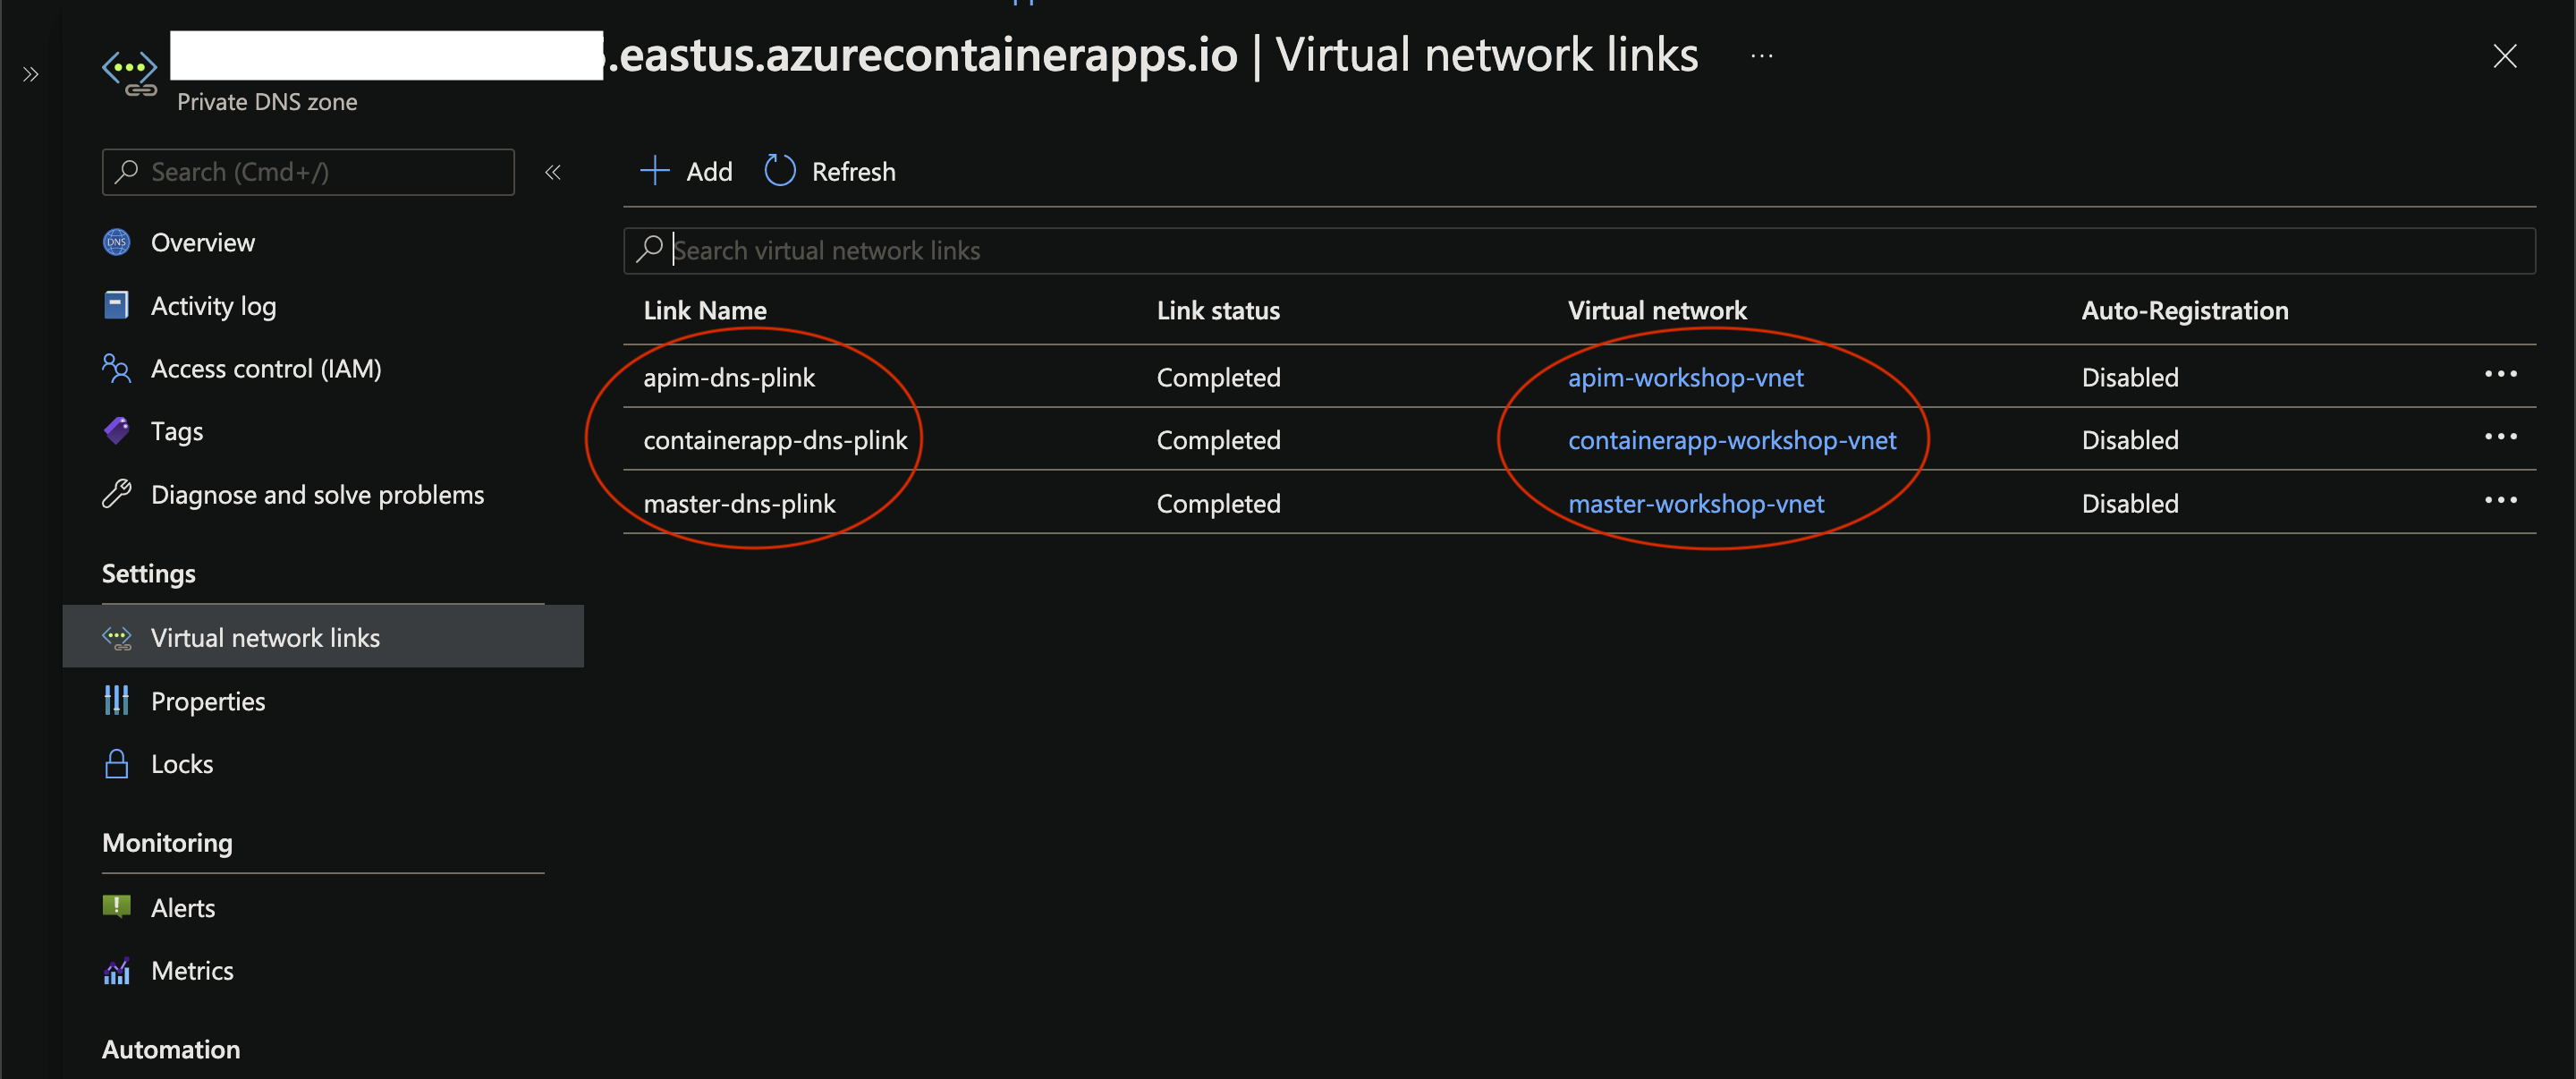 .eastus.azurecontainerapps.io | Virtual network links ...
Private DNS zone
Search (Cmd+/)
Add Refresh
Search virtual network links
Overview
Activity log
Access control (IAM)
Tags
Diagnose and solve problems
Settings
Virtual network links
Properties
Locks
Monitoring
Alerts
Metrics
Automation
Link Name Link status Virtual network Auto-Registration
apim-dns-plink Completed apim-workshop-vnet Disabled
containerapp-dns-plink Completed containerapp-workshop-vnet Disabled
master-dns-plink Completed master-workshop-vnet Disabled